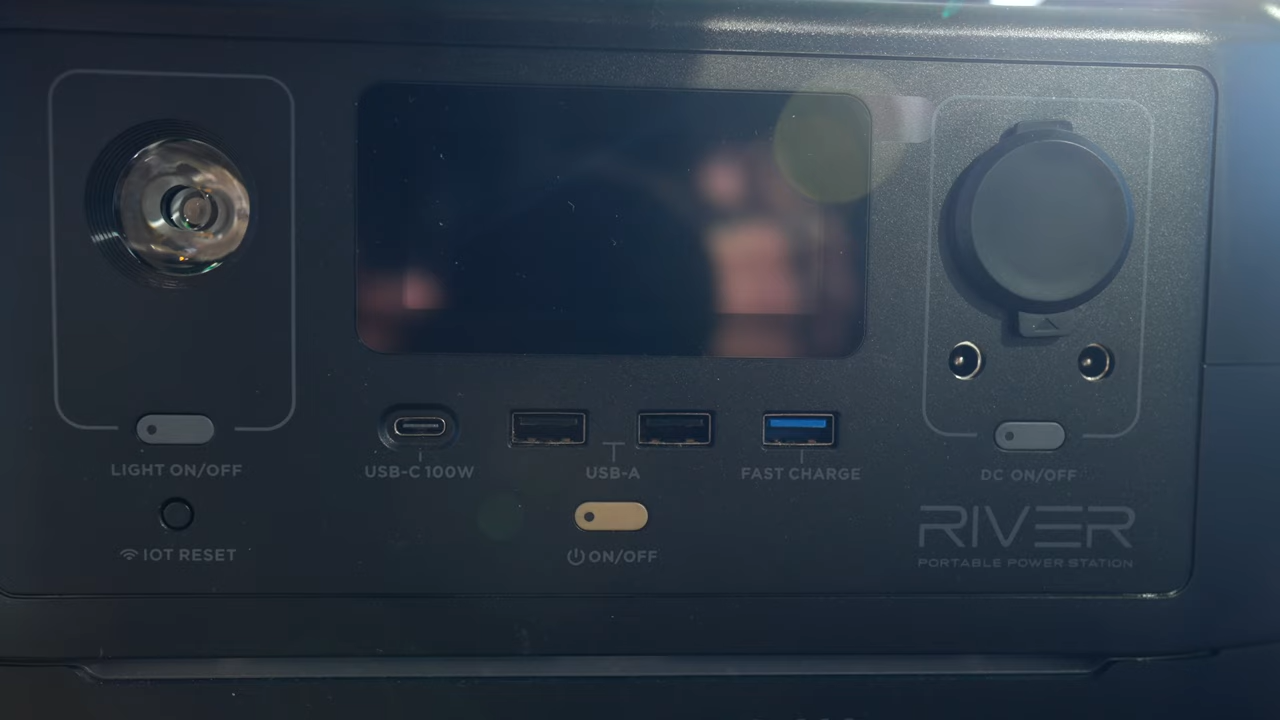 LIGHT ON/OFF
USB-C 100W
USB-A
FAST CHARGE
DC ON/OFF
IOT RESET
ON/OFF
RIVER
PORTABLE POWER STATION